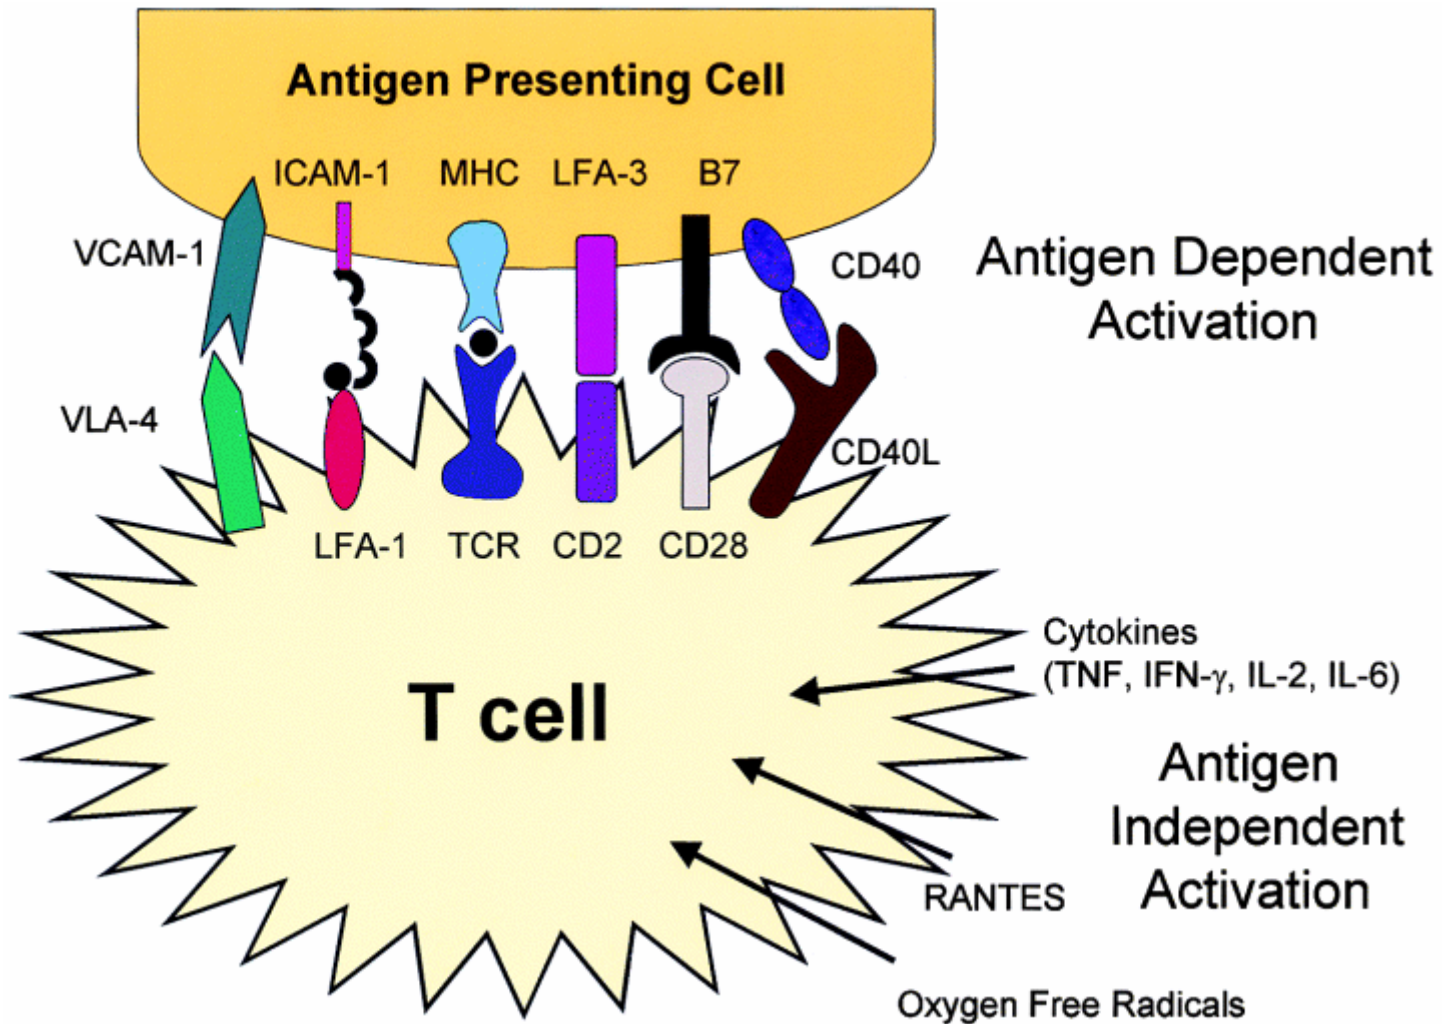 Antigen Presenting Cell
ICAM-1
MHC
LFA-3
B7
VCAM-1
CD40
Antigen Dependent
Activation
VLA-4
CD40L
LFA-1
TCR
CD2
CD28
Cytokines
(TNF, IFN-γ, IL-2, IL-6)
T cell
Antigen
Independent
Activation
RANTES
Oxygen Free Radicals